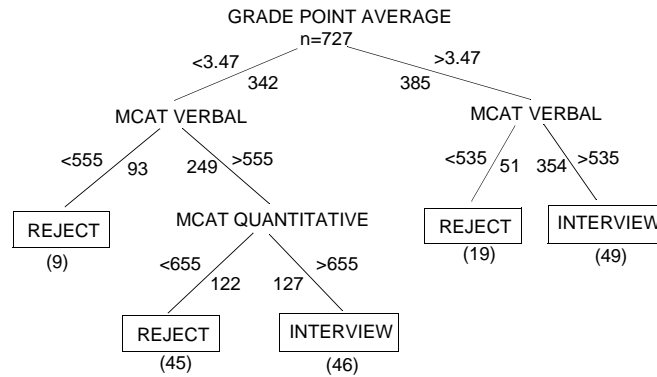 GRADE POINT AVERAGE
n=727
<3.47 >3.47
342 385
MCAT VERBAL MCAT VERBAL
<555 93 249 >555 <535 51 354 >535
REJECT MCAT QUANTITATIVE REJECT INTERVIEW
(9) (19) (49)
<655 122 127 >655
REJECT INTERVIEW
(45) (46)